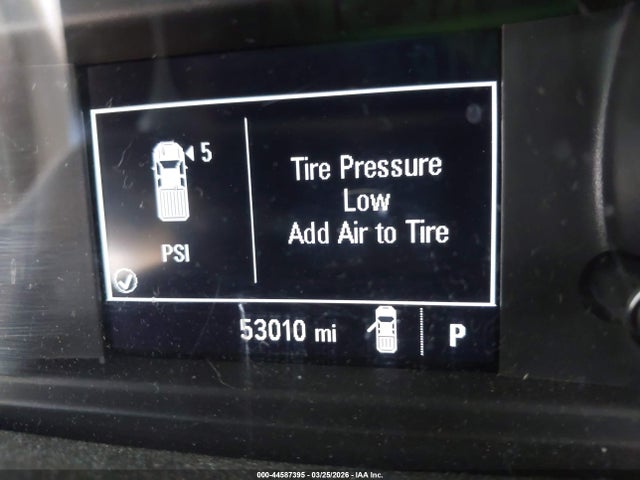 5
PSI
Tire Pressure
Low
Add Air to Tire
53010 mi
P
000-44587395 - 03/25/2026 - IAA Inc.